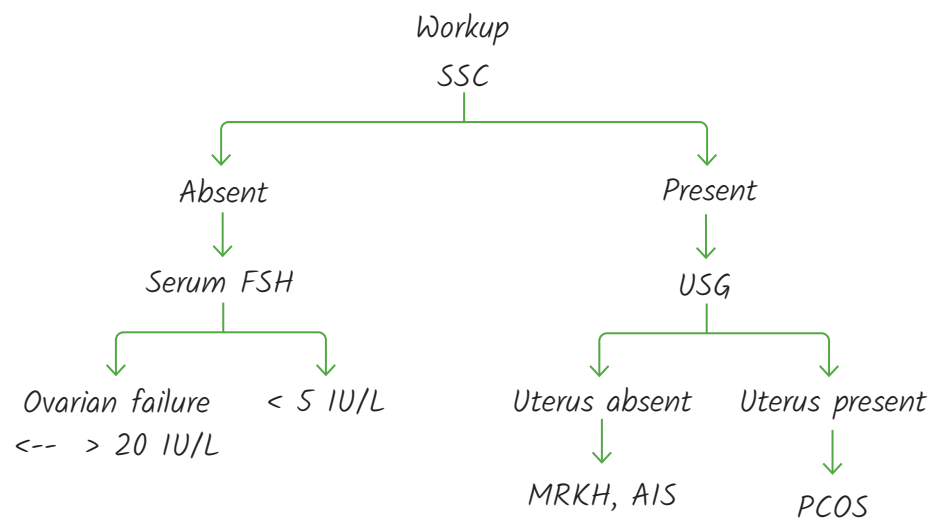 Workup
SSC
Absent
Present
Serum FSH
USG
Ovarian failure
<-- > 20 IU/L
< 5 IU/L
Uterus absent
Uterus present
MRKH, AIS
PCOS